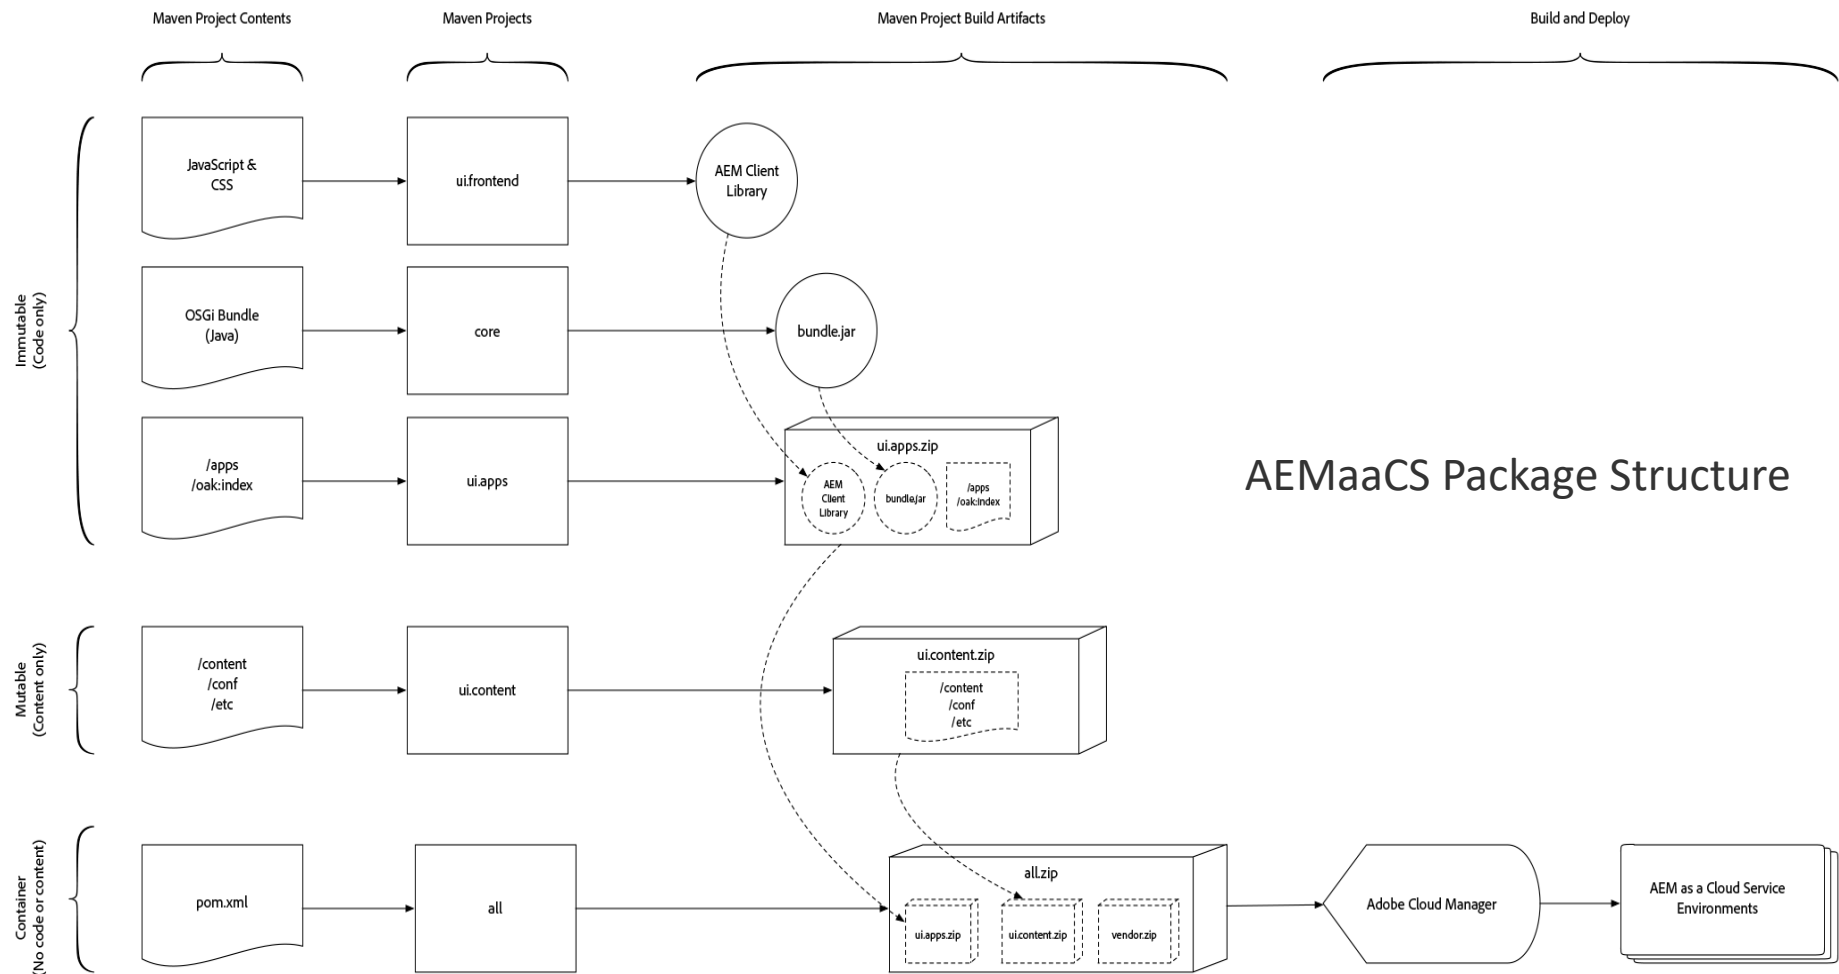 Maven Project Contents
Maven Projects
Maven Project Build Artifacts
Build and Deploy
Immutable
(Code only)
JavaScript &
CSS
ui.frontend
AEM Client
Library
OSGi Bundle
(Java)
core
bundle.jar
/apps
/oak:index
ui.apps
ui.apps.zip
AEM
Client
Library
bundle.jar
/apps
/oak:index
AEMaaCS Package Structure
Mutable
(Content only)
/content
/conf
/etc
ui.content
ui.content.zip
/content
/conf
/etc
Container
(No code or content)
pom.xml
all
all.zip
ui.apps.zip
ui.content.zip
vendor.zip
Adobe Cloud Manager
AEM as a Cloud Service
Environments